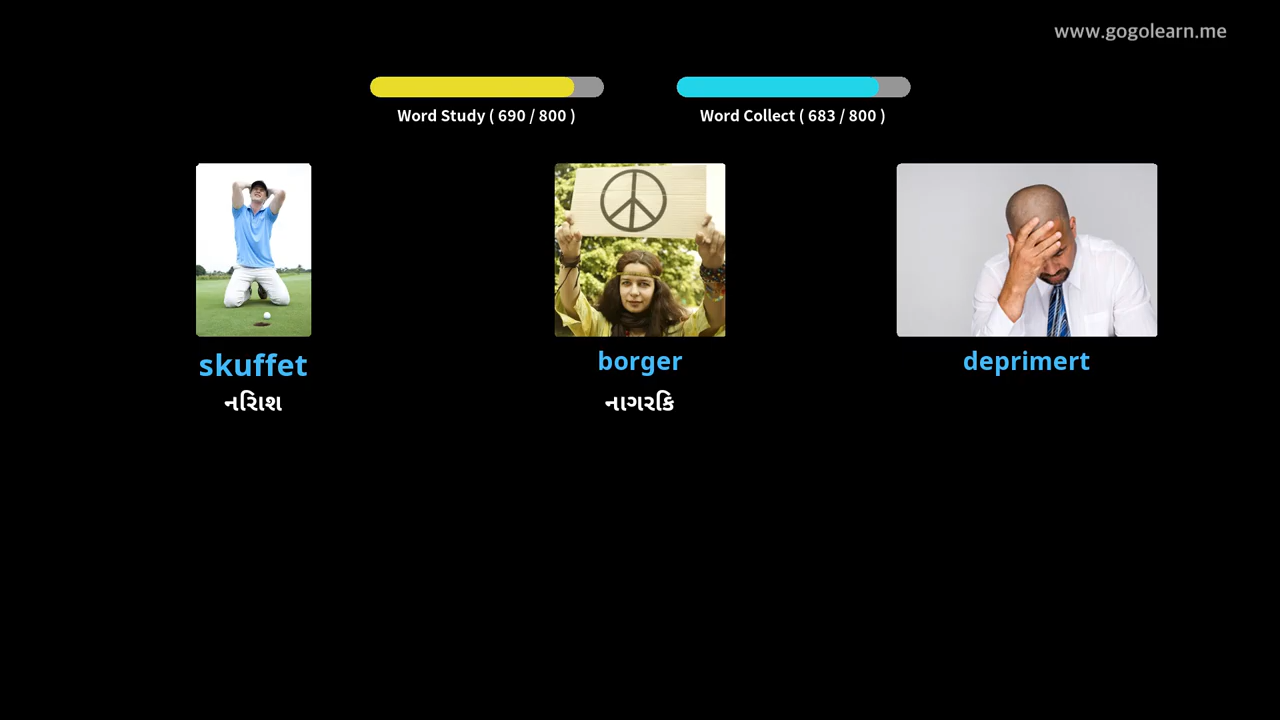 www.gogolearn.me
Word Study ( 690 / 800 )
Word Collect ( 683 / 800 )
skuffet
borger
deprimert
નિરાશ
નાગરિક